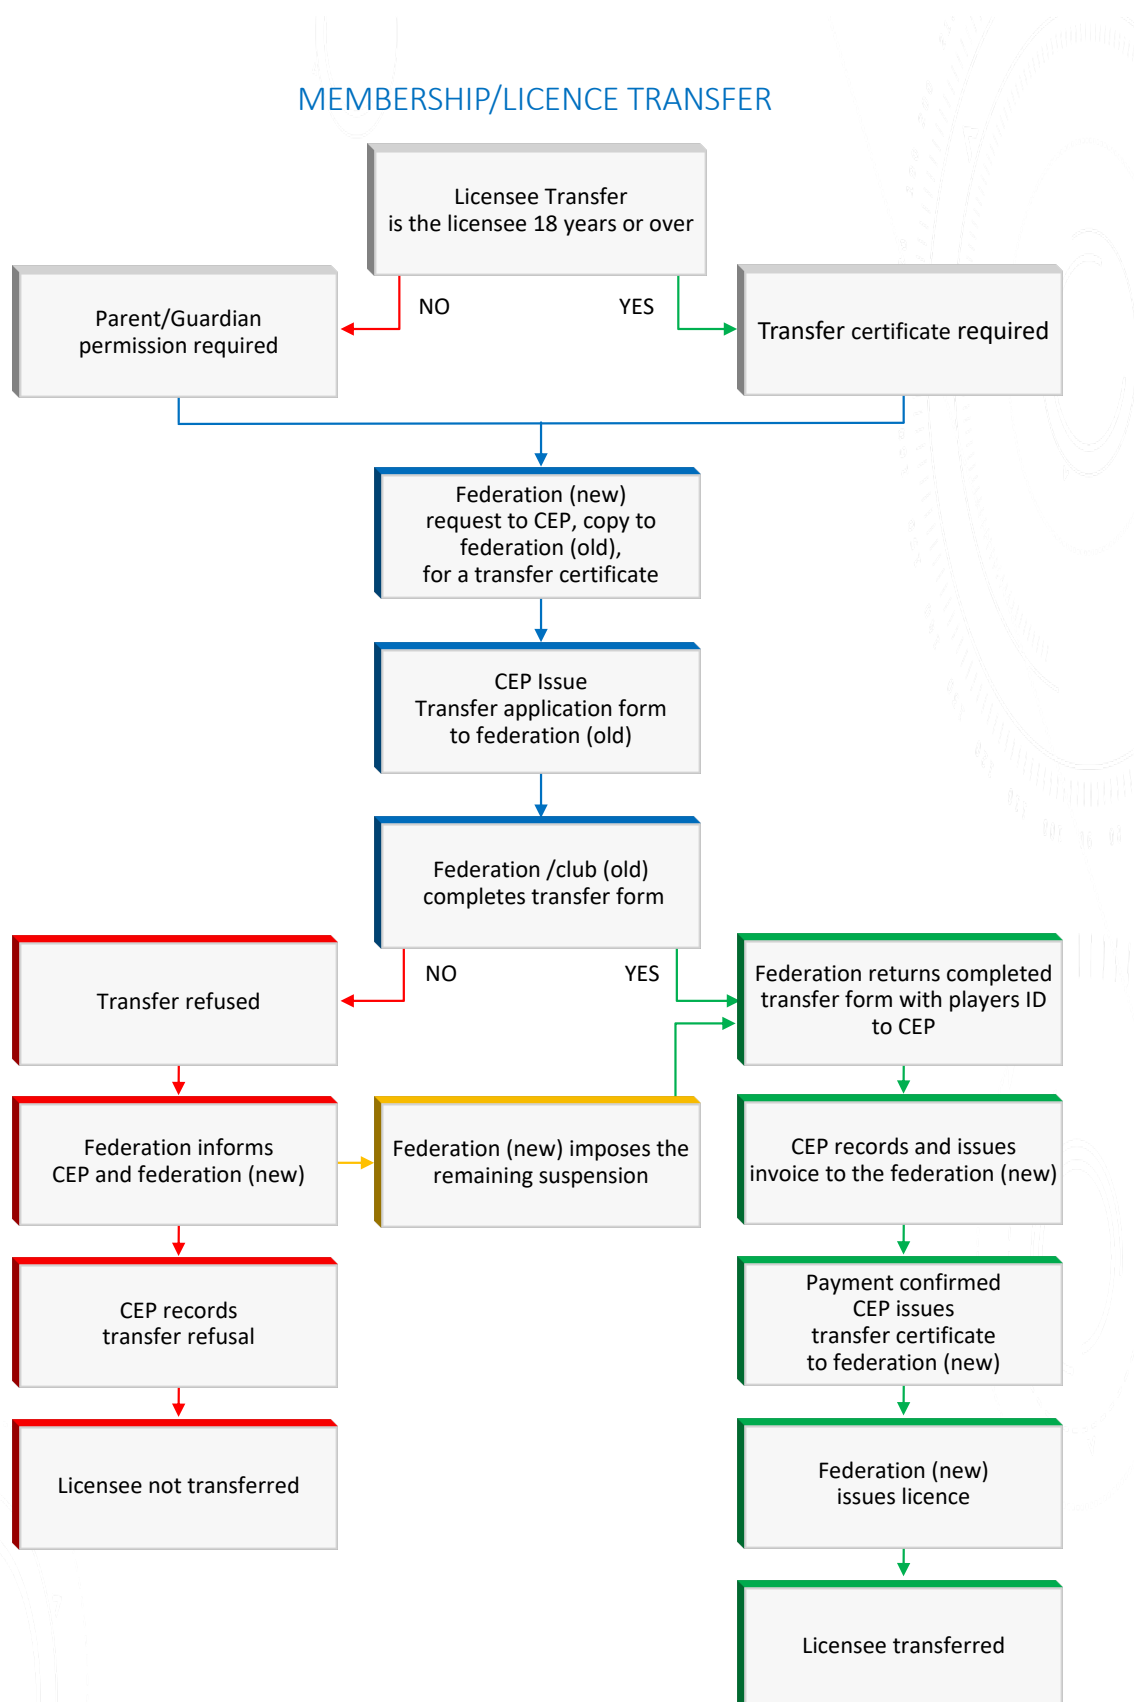 MEMBERSHIP/LICENCE TRANSFER
Licensee Transfer
is the licensee 18 years or over
NO
YES
Parent/Guardian
permission required
Transfer certificate required
Federation (new)
request to CEP, copy to
federation (old),
for a transfer certificate
CEP Issue
Transfer application form
to federation (old)
Federation /club (old)
completes transfer form
NO
YES
Transfer refused
Federation returns completed
transfer form with players ID
to CEP
Federation informs
CEP and federation (new)
Federation (new) imposes the
remaining suspension
CEP records and issues
invoice to the federation (new)
CEP records
transfer refusal
Payment confirmed
CEP issues
transfer certificate
to federation (new)
Licensee not transferred
Federation (new)
issues licence
Licensee transferred